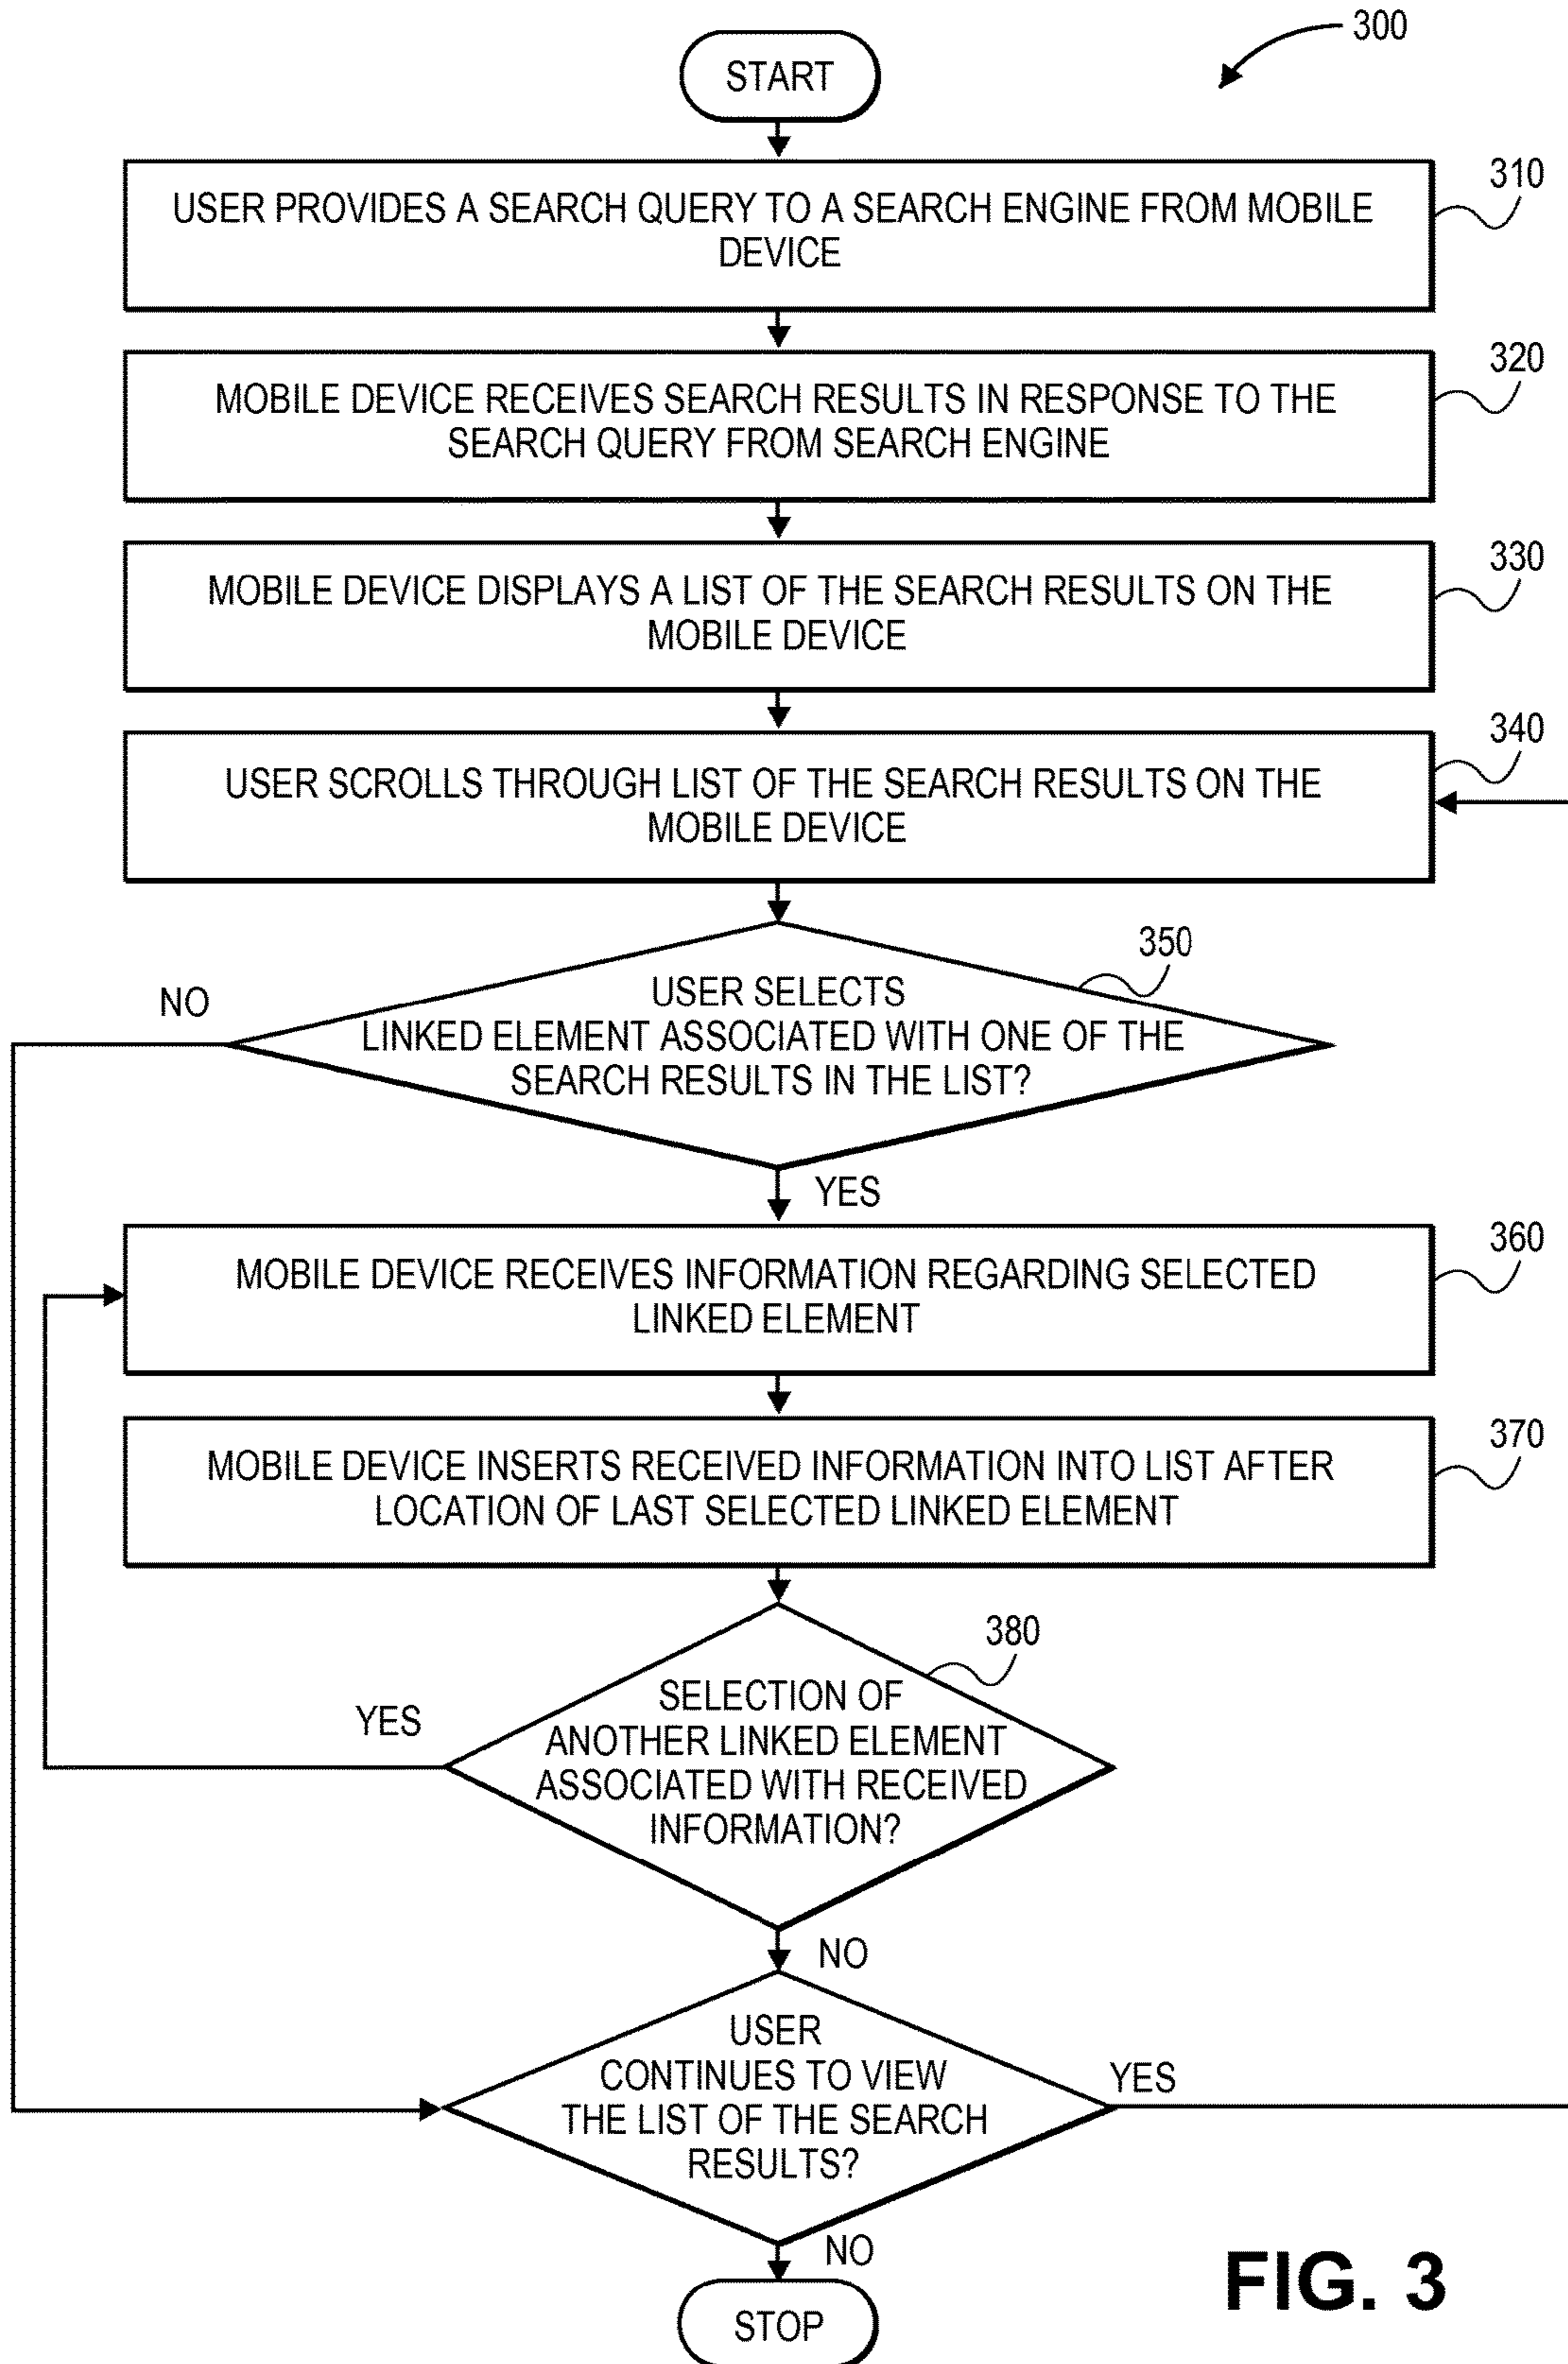 300
START
310
USER PROVIDES A SEARCH QUERY TO A SEARCH ENGINE FROM MOBILE
DEVICE
320
MOBILE DEVICE RECEIVES SEARCH RESULTS IN RESPONSE TO THE
SEARCH QUERY FROM SEARCH ENGINE
330
MOBILE DEVICE DISPLAYS A LIST OF THE SEARCH RESULTS ON THE
MOBILE DEVICE
340
USER SCROLLS THROUGH LIST OF THE SEARCH RESULTS ON THE
MOBILE DEVICE
350
NO
USER SELECTS
LINKED ELEMENT ASSOCIATED WITH ONE OF THE
SEARCH RESULTS IN THE LIST?
YES
360
MOBILE DEVICE RECEIVES INFORMATION REGARDING SELECTED
LINKED ELEMENT
370
MOBILE DEVICE INSERTS RECEIVED INFORMATION INTO LIST AFTER
LOCATION OF LAST SELECTED LINKED ELEMENT
380
YES
SELECTION OF
ANOTHER LINKED ELEMENT
ASSOCIATED WITH RECEIVED
INFORMATION?
NO
USER
CONTINUES TO VIEW
THE LIST OF THE SEARCH
RESULTS?
YES
NO
STOP
FIG. 3